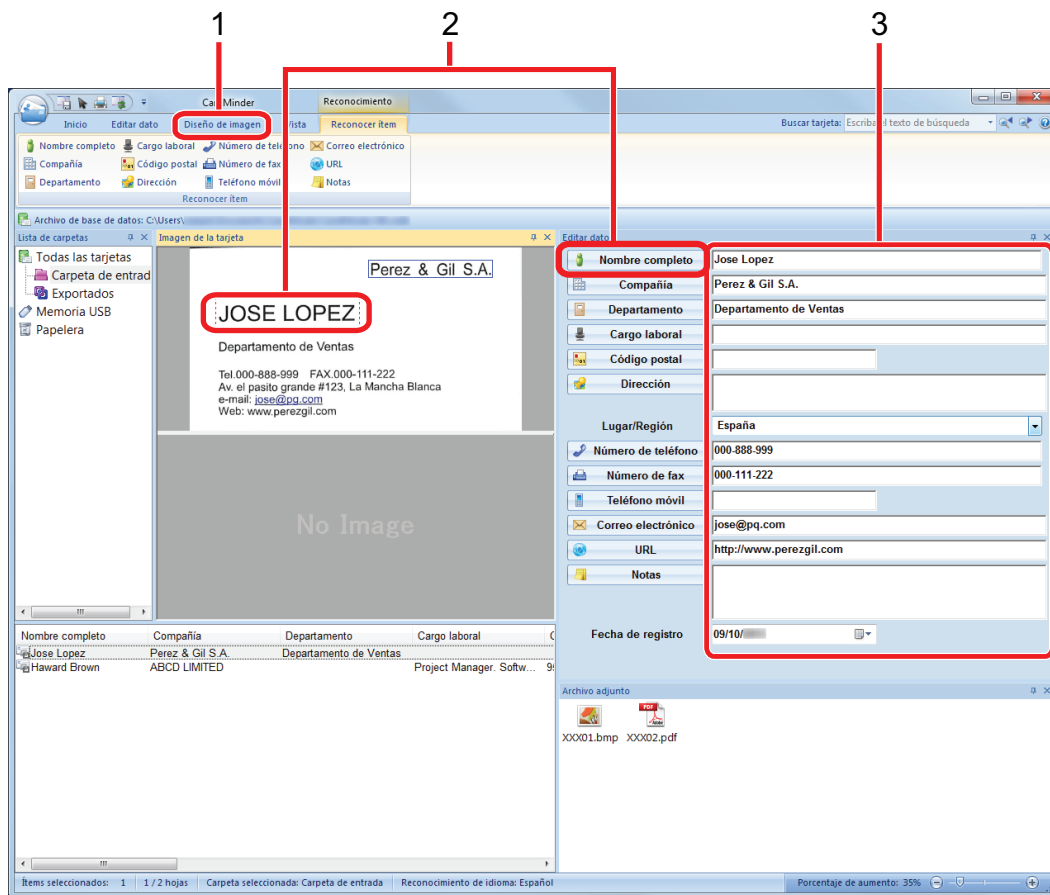 1 2 3
CardMinder
Reconocimiento
Inicio Editar dato Diseño de imagen Vista Reconocer ítem
Buscar tarjeta: Escriba el texto de búsqueda
Nombre completo Cargo laboral Número de teléfono Correo electrónico
Compañía Código postal Número de fax URL
Departamento Dirección Teléfono móvil Notas
Reconocer ítem
Archivo de base de datos: C:\Users\
Lista de carpetas
Todas las tarjetas
Carpeta de entrad
Exportados
Memoria USB
Papelera
Imagen de la tarjeta
Perez & Gil S.A.
JOSE LOPEZ
Departamento de Ventas
Tel.000-888-999 FAX.000-111-222
Av. el pasito grande #123, La Mancha Blanca
e-mail: jose@pq.com
Web: www.perezgil.com
No Image
Editar dato
Nombre completo Jose Lopez
Compañía Perez & Gil S.A.
Departamento Departamento de Ventas
Cargo laboral
Código postal
Dirección
Lugar/Región España
Número de teléfono 000-888-999
Número de fax 000-111-222
Teléfono móvil
Correo electrónico jose@pq.com
URL http://www.perezgil.com
Notas
Fecha de registro 09/10/
Nombre completo Compañía Departamento Cargo laboral
Jose Lopez Perez & Gil S.A. Departamento de Ventas
Haward Brown ABCD LIMITED Project Manager. Softw...
Archivo adjunto
PDF
Adobe
XXX01.bmp XXX02.pdf
Ítems seleccionados: 1 1 / 2 hojas Carpeta seleccionada: Carpeta de entrada Reconocimiento de idioma: Español
Porcentaje de aumento: 35%